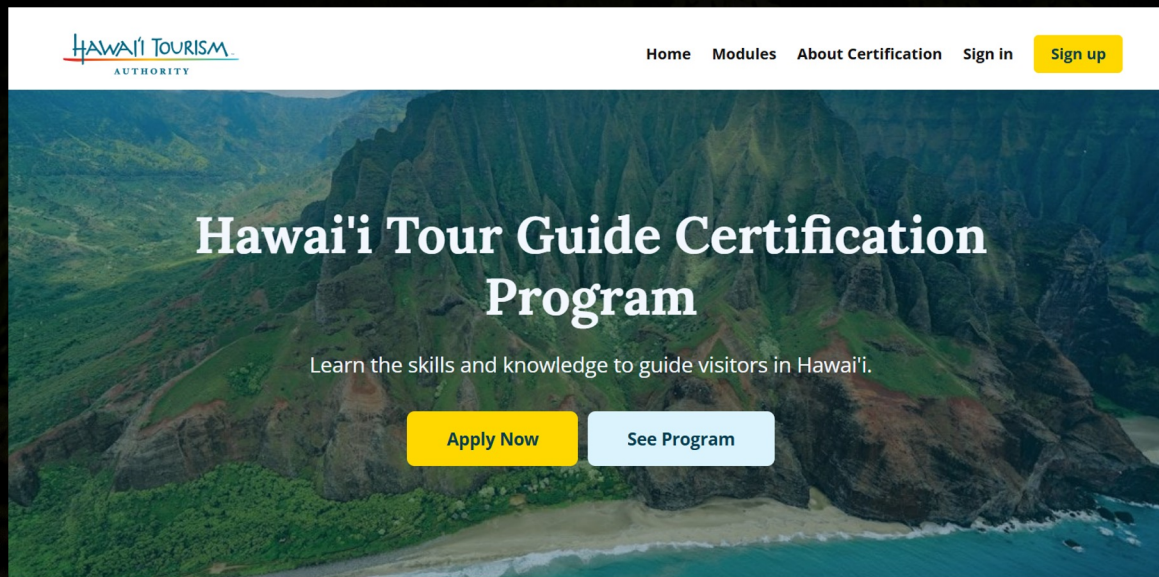 HAWAI'I TOURISM
AUTHORITY
Home Modules About Certification Sign in Sign up
Hawai'i Tour Guide Certification
Program
Learn the skills and knowledge to guide visitors in Hawai'i.
Apply Now See Program